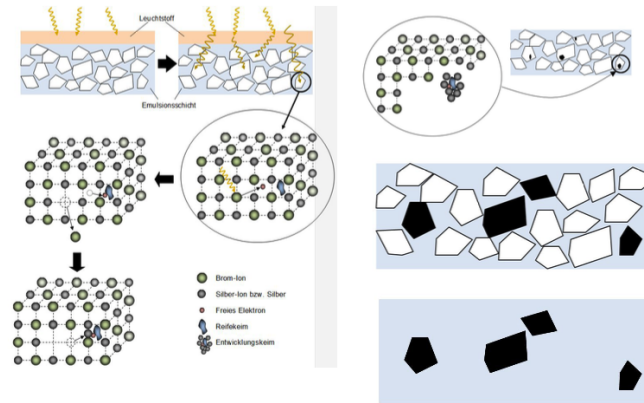 Leuchtstoff
Emulsionsschicht
Brom-Ion
Silber-Ion bzw. Silber
Freies Elektron
Reifekeim
Entwicklungskeim